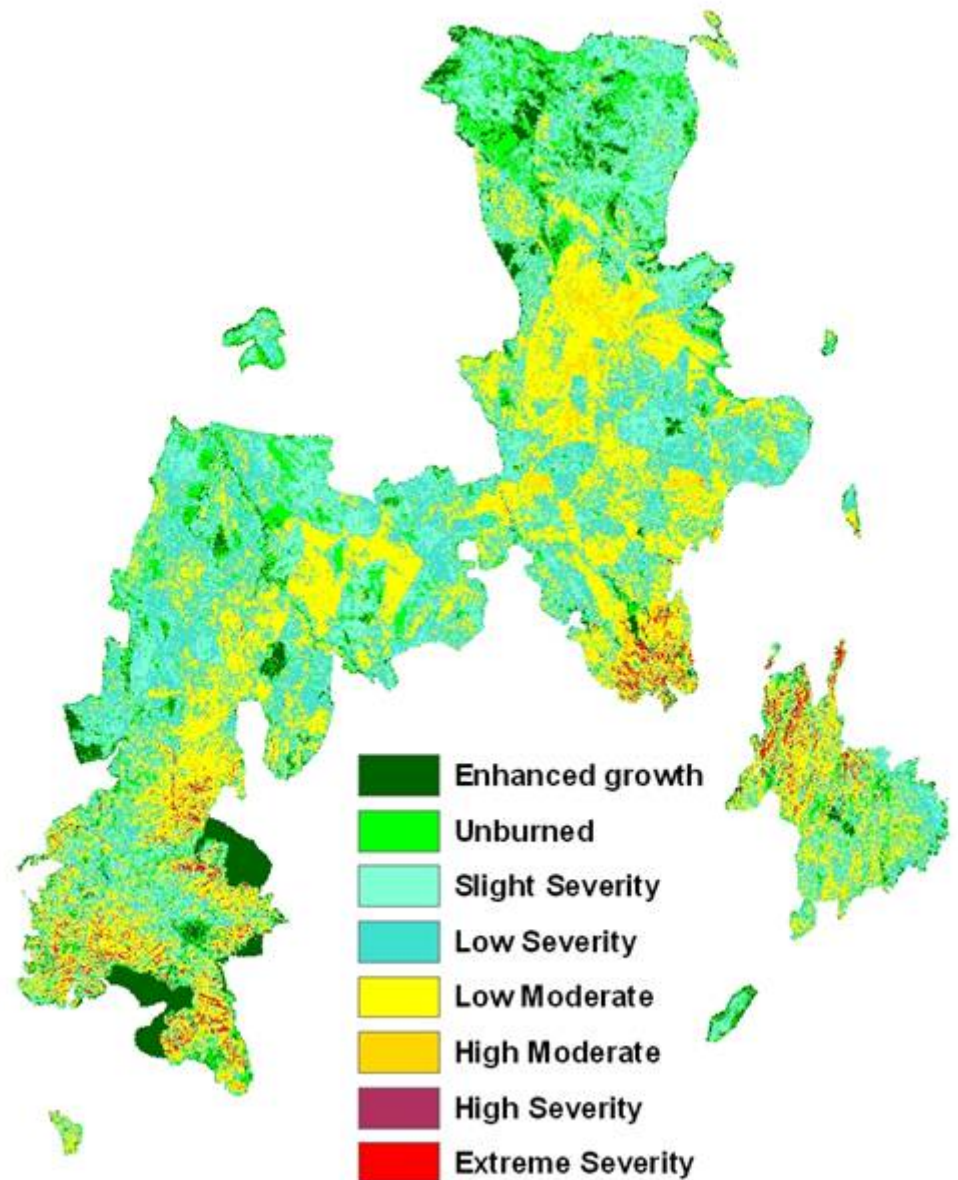 Enhanced growth
Unburned
Slight Severity
Low Severity
Low Moderate
High Moderate
High Severity
Extreme Severity